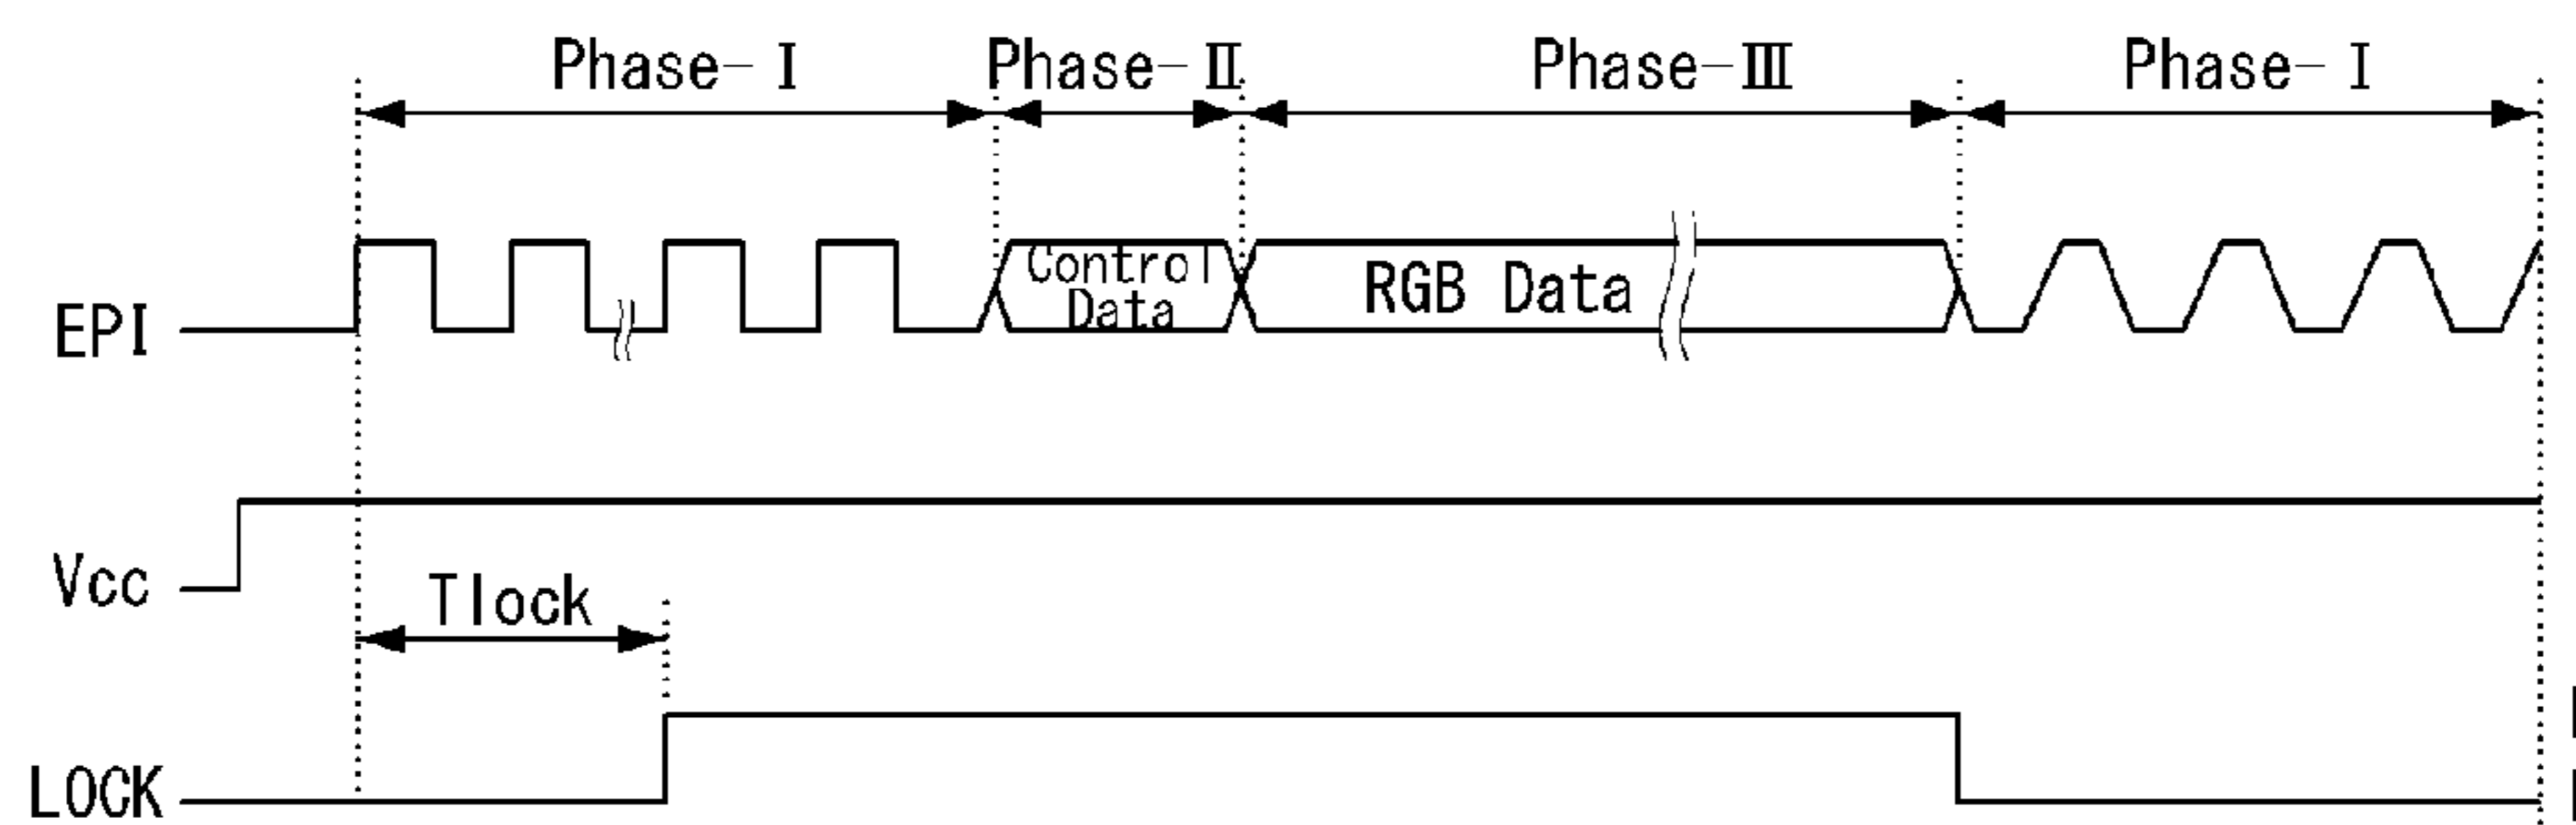 Phase-Ⅰ Phase-Ⅱ Phase-Ⅲ Phase-Ⅰ
EPI
Control
Data
RGB Data
Vcc
Tlock
LOCK